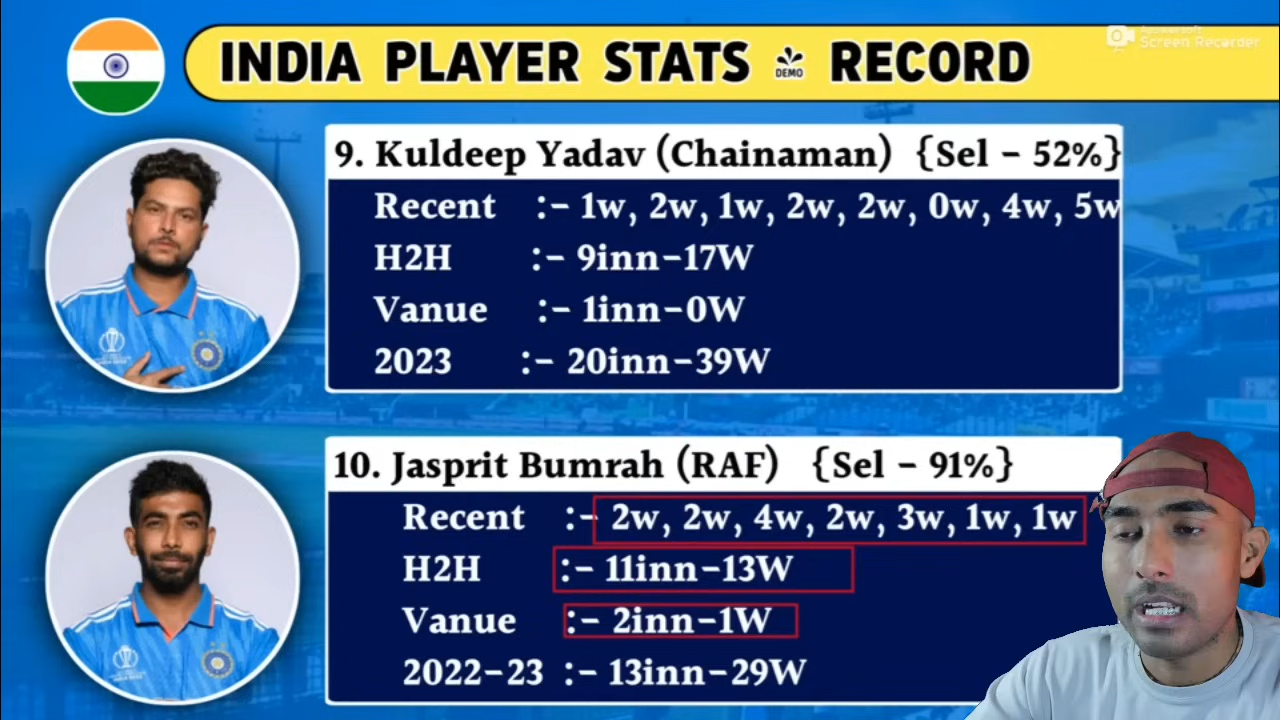 INDIA PLAYER STATS DEMO RECORD
Apowersoft
Screen Recorder
9. Kuldeep Yadav (Chainaman) {Sel - 52%}
Recent :- 1w, 2w, 1w, 2w, 2w, 0w, 4w, 5w
H2H :- 9inn-17W
Vanue :- 1inn-0W
2023 :- 20inn-39W
10. Jasprit Bumrah (RAF) {Sel - 91%}
Recent :- 2w, 2w, 4w, 2w, 3w, 1w, 1w
H2H :- 11inn-13W
Vanue :- 2inn-1W
2022-23 :- 13inn-29W